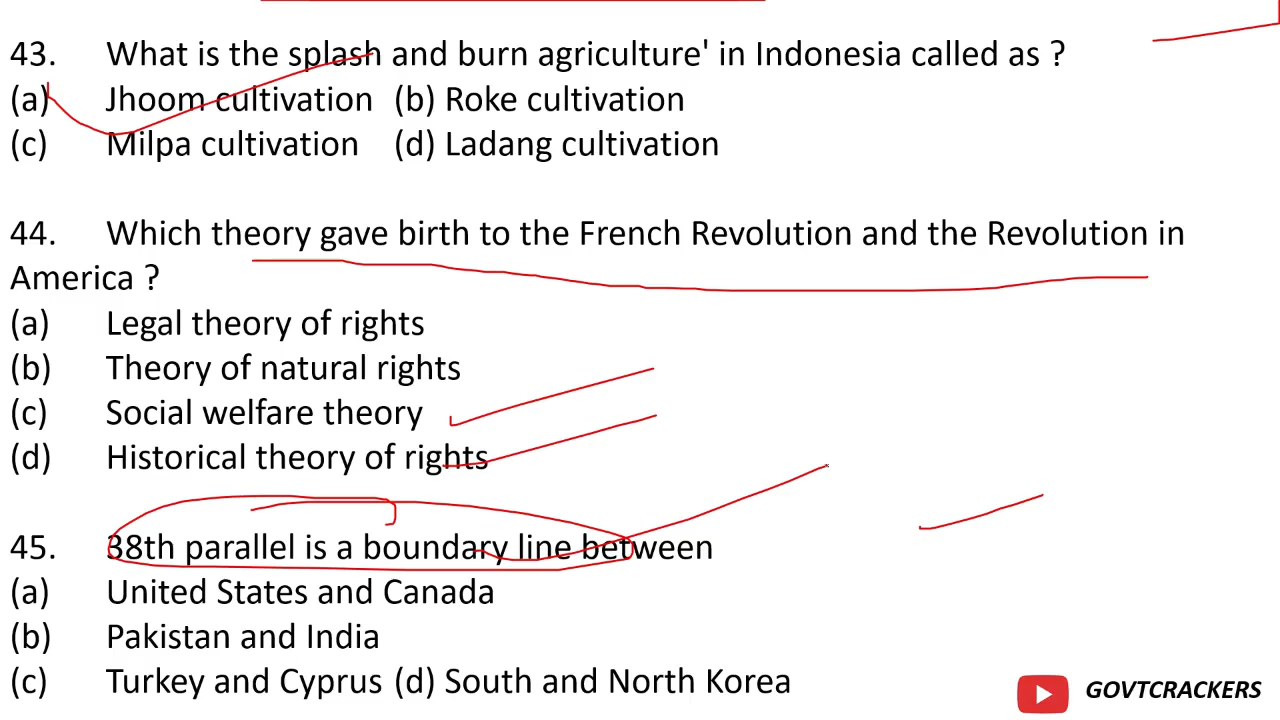 43. What is the splash and burn agriculture' in Indonesia called as ?
(a) Jhoom cultivation (b) Roke cultivation
(c) Milpa cultivation (d) Ladang cultivation
44. Which theory gave birth to the French Revolution and the Revolution in
America ?
(a) Legal theory of rights
(b) Theory of natural rights
(c) Social welfare theory
(d) Historical theory of rights
45. 38th parallel is a boundary line between
(a) United States and Canada
(b) Pakistan and India
(c) Turkey and Cyprus (d) South and North Korea
GOVTCRACKERS